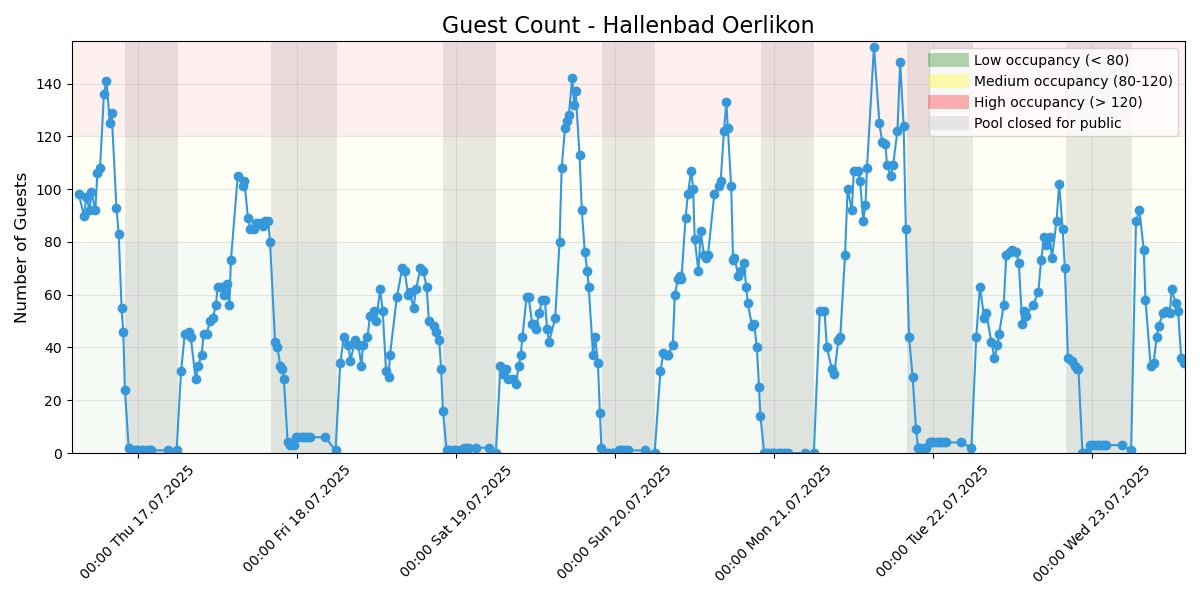 Guest Count - Hallenbad Oerlikon
Low occupancy (< 80)
Medium occupancy (80-120)
High occupancy (> 120)
Pool closed for public
Number of Guests
140
120
100
80
60
40
20
0
00:00 Thu 17.07.2025
00:00 Fri 18.07.2025
00:00 Sat 19.07.2025
00:00 Sun 20.07.2025
00:00 Mon 21.07.2025
00:00 Tue 22.07.2025
00:00 Wed 23.07.2025